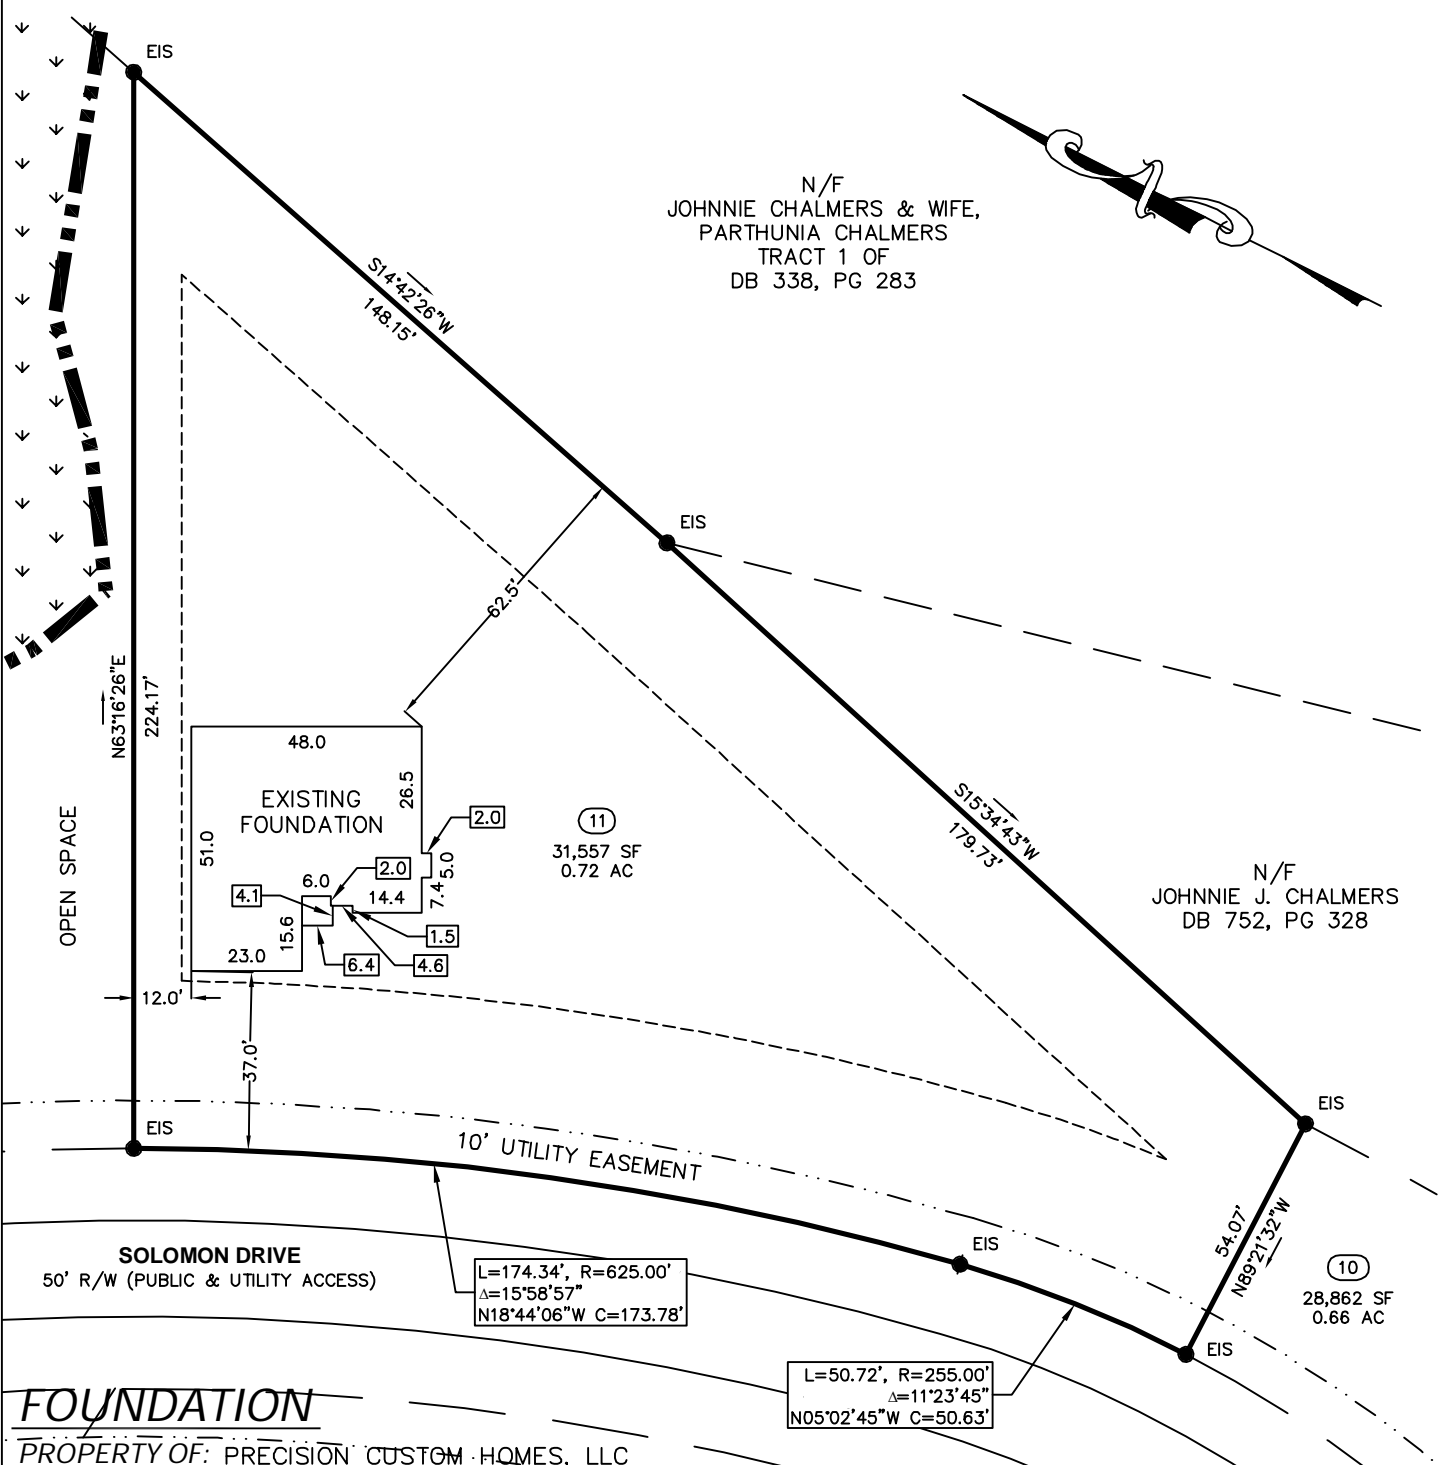 EIS
N/F
JOHNNIE CHALMERS & WIFE,
PARTHUNIA CHALMERS
TRACT 1 OF
DB 338, PG 283
S14°42'26"W
148.15'
EIS
62.5'
N63°16'26"E
224.17'
OPEN SPACE
48.0
EXISTING
FOUNDATION
51.0
26.5
2.0
5.0
7.4
2.0
6.0
14.4
4.1
15.6
1.5
23.0
6.4
4.6
11
31,557 SF
0.72 AC
S15°34'43"W
179.73'
N/F
JOHNNIE J. CHALMERS
DB 752, PG 328
12.0'
37.0'
EIS
EIS
10' UTILITY EASEMENT
54.07'
N89°21'32"W
EIS
EIS
SOLOMON DRIVE
50' R/W (PUBLIC & UTILITY ACCESS)
L=174.34', R=625.00'
Δ=15°58'57"
N18°44'06"W C=173.78'
10
28,862 SF
0.66 AC
L=50.72', R=255.00'
Δ=11°23'45"
N05°02'45"W C=50.63'
FOUNDATION
PROPERTY OF: PRECISION CUSTOM HOMES, LLC